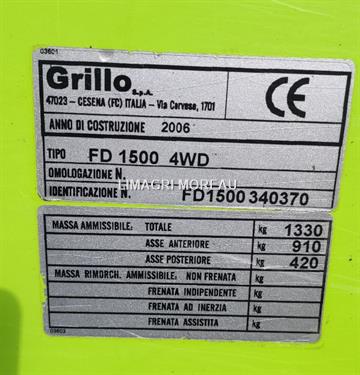 03601
Grillo S.p.A.
47023 - CESENA (FC) ITALIA - Via Cervese, 1701
CE
ANNO DI COSTRUZIONE 2006
TIPO FD 1500 4WD
OMOLOGAZIONE N.
TIMAGRI MOREAU
IDENTIFICAZIONE N. FD1500 340370
MASSA AMMISSIBILE: TOTALE kg 1330
ASSE ANTERIORE kg 910
ASSE POSTERIORE kg 420
MASSA RIMORCH. AMMISSIBILE: NON FRENATA kg
FRENATA INDIPENDENTE kg
FRENATA AD INERZIA kg
FRENATA ASSISTITA kg
03602